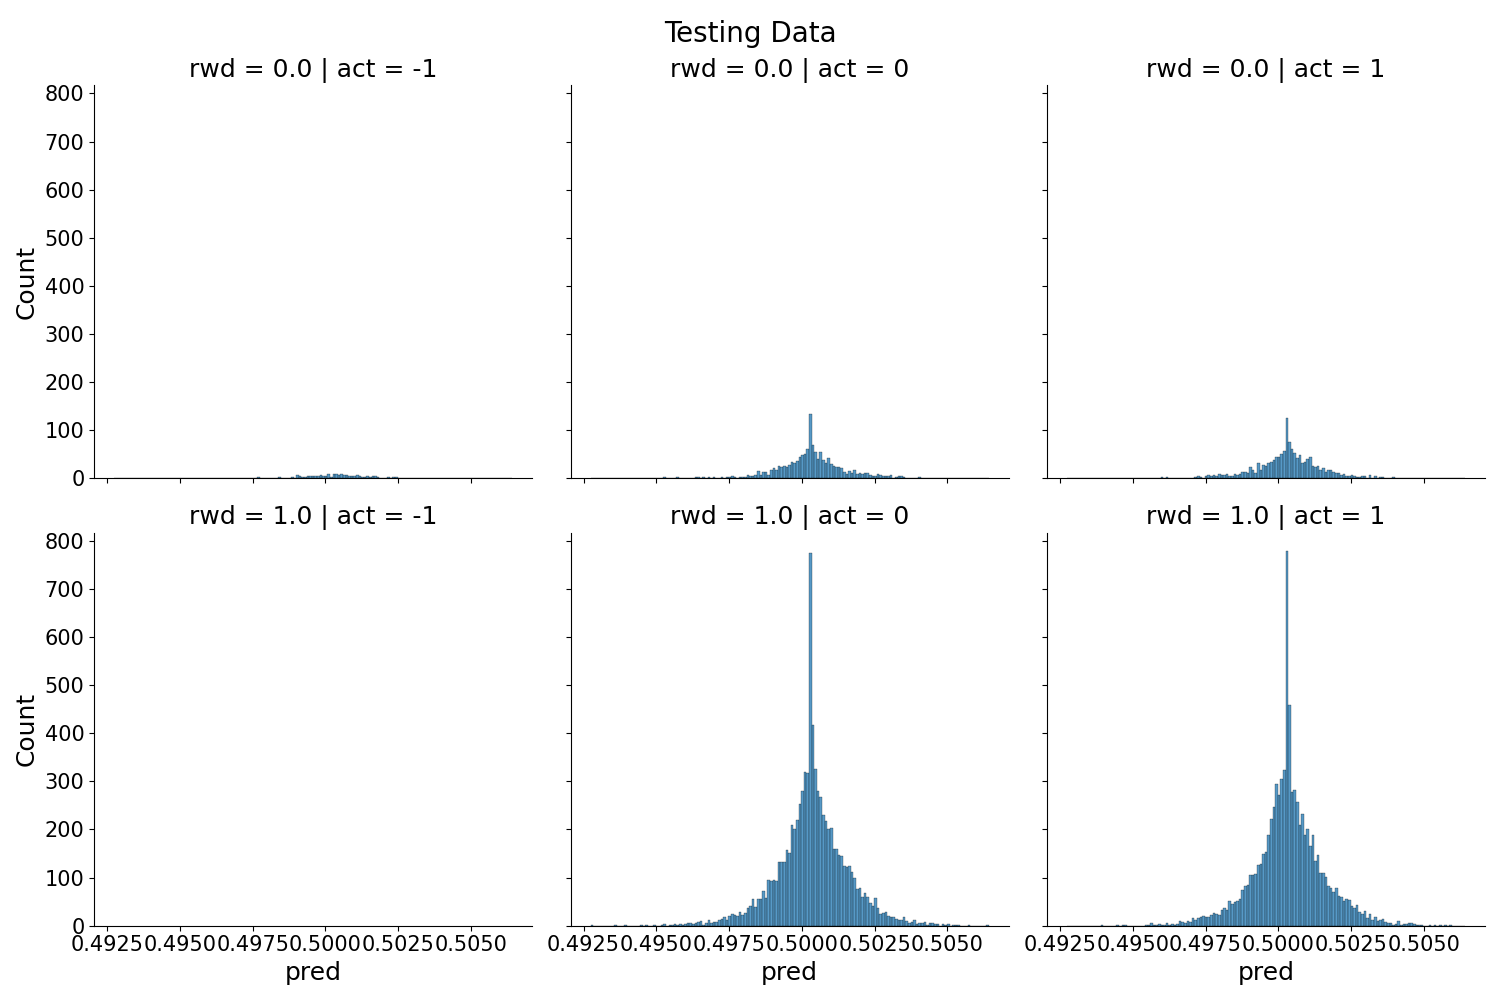 Testing Data
rwd = 0.0 | act = -1
rwd = 0.0 | act = 0
rwd = 0.0 | act = 1
800
700
600
500
400
300
200
100
0
Count
rwd = 1.0 | act = -1
rwd = 1.0 | act = 0
rwd = 1.0 | act = 1
800
700
600
500
400
300
200
100
0
Count
0.4925 0.4950 0.4975 0.5000 0.5025 0.5050
0.4925 0.4950 0.4975 0.5000 0.5025 0.5050
0.4925 0.4950 0.4975 0.5000 0.5025 0.5050
pred
pred
pred